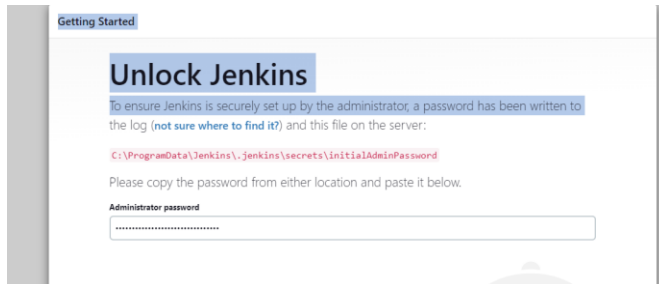 Getting Started
Unlock Jenkins
To ensure Jenkins is securely set up by the administrator, a password has been written to
the log (not sure where to find it?) and this file on the server:
C:\ProgramData\Jenkins\.jenkins\secrets\initialAdminPassword
Please copy the password from either location and paste it below.
Administrator password